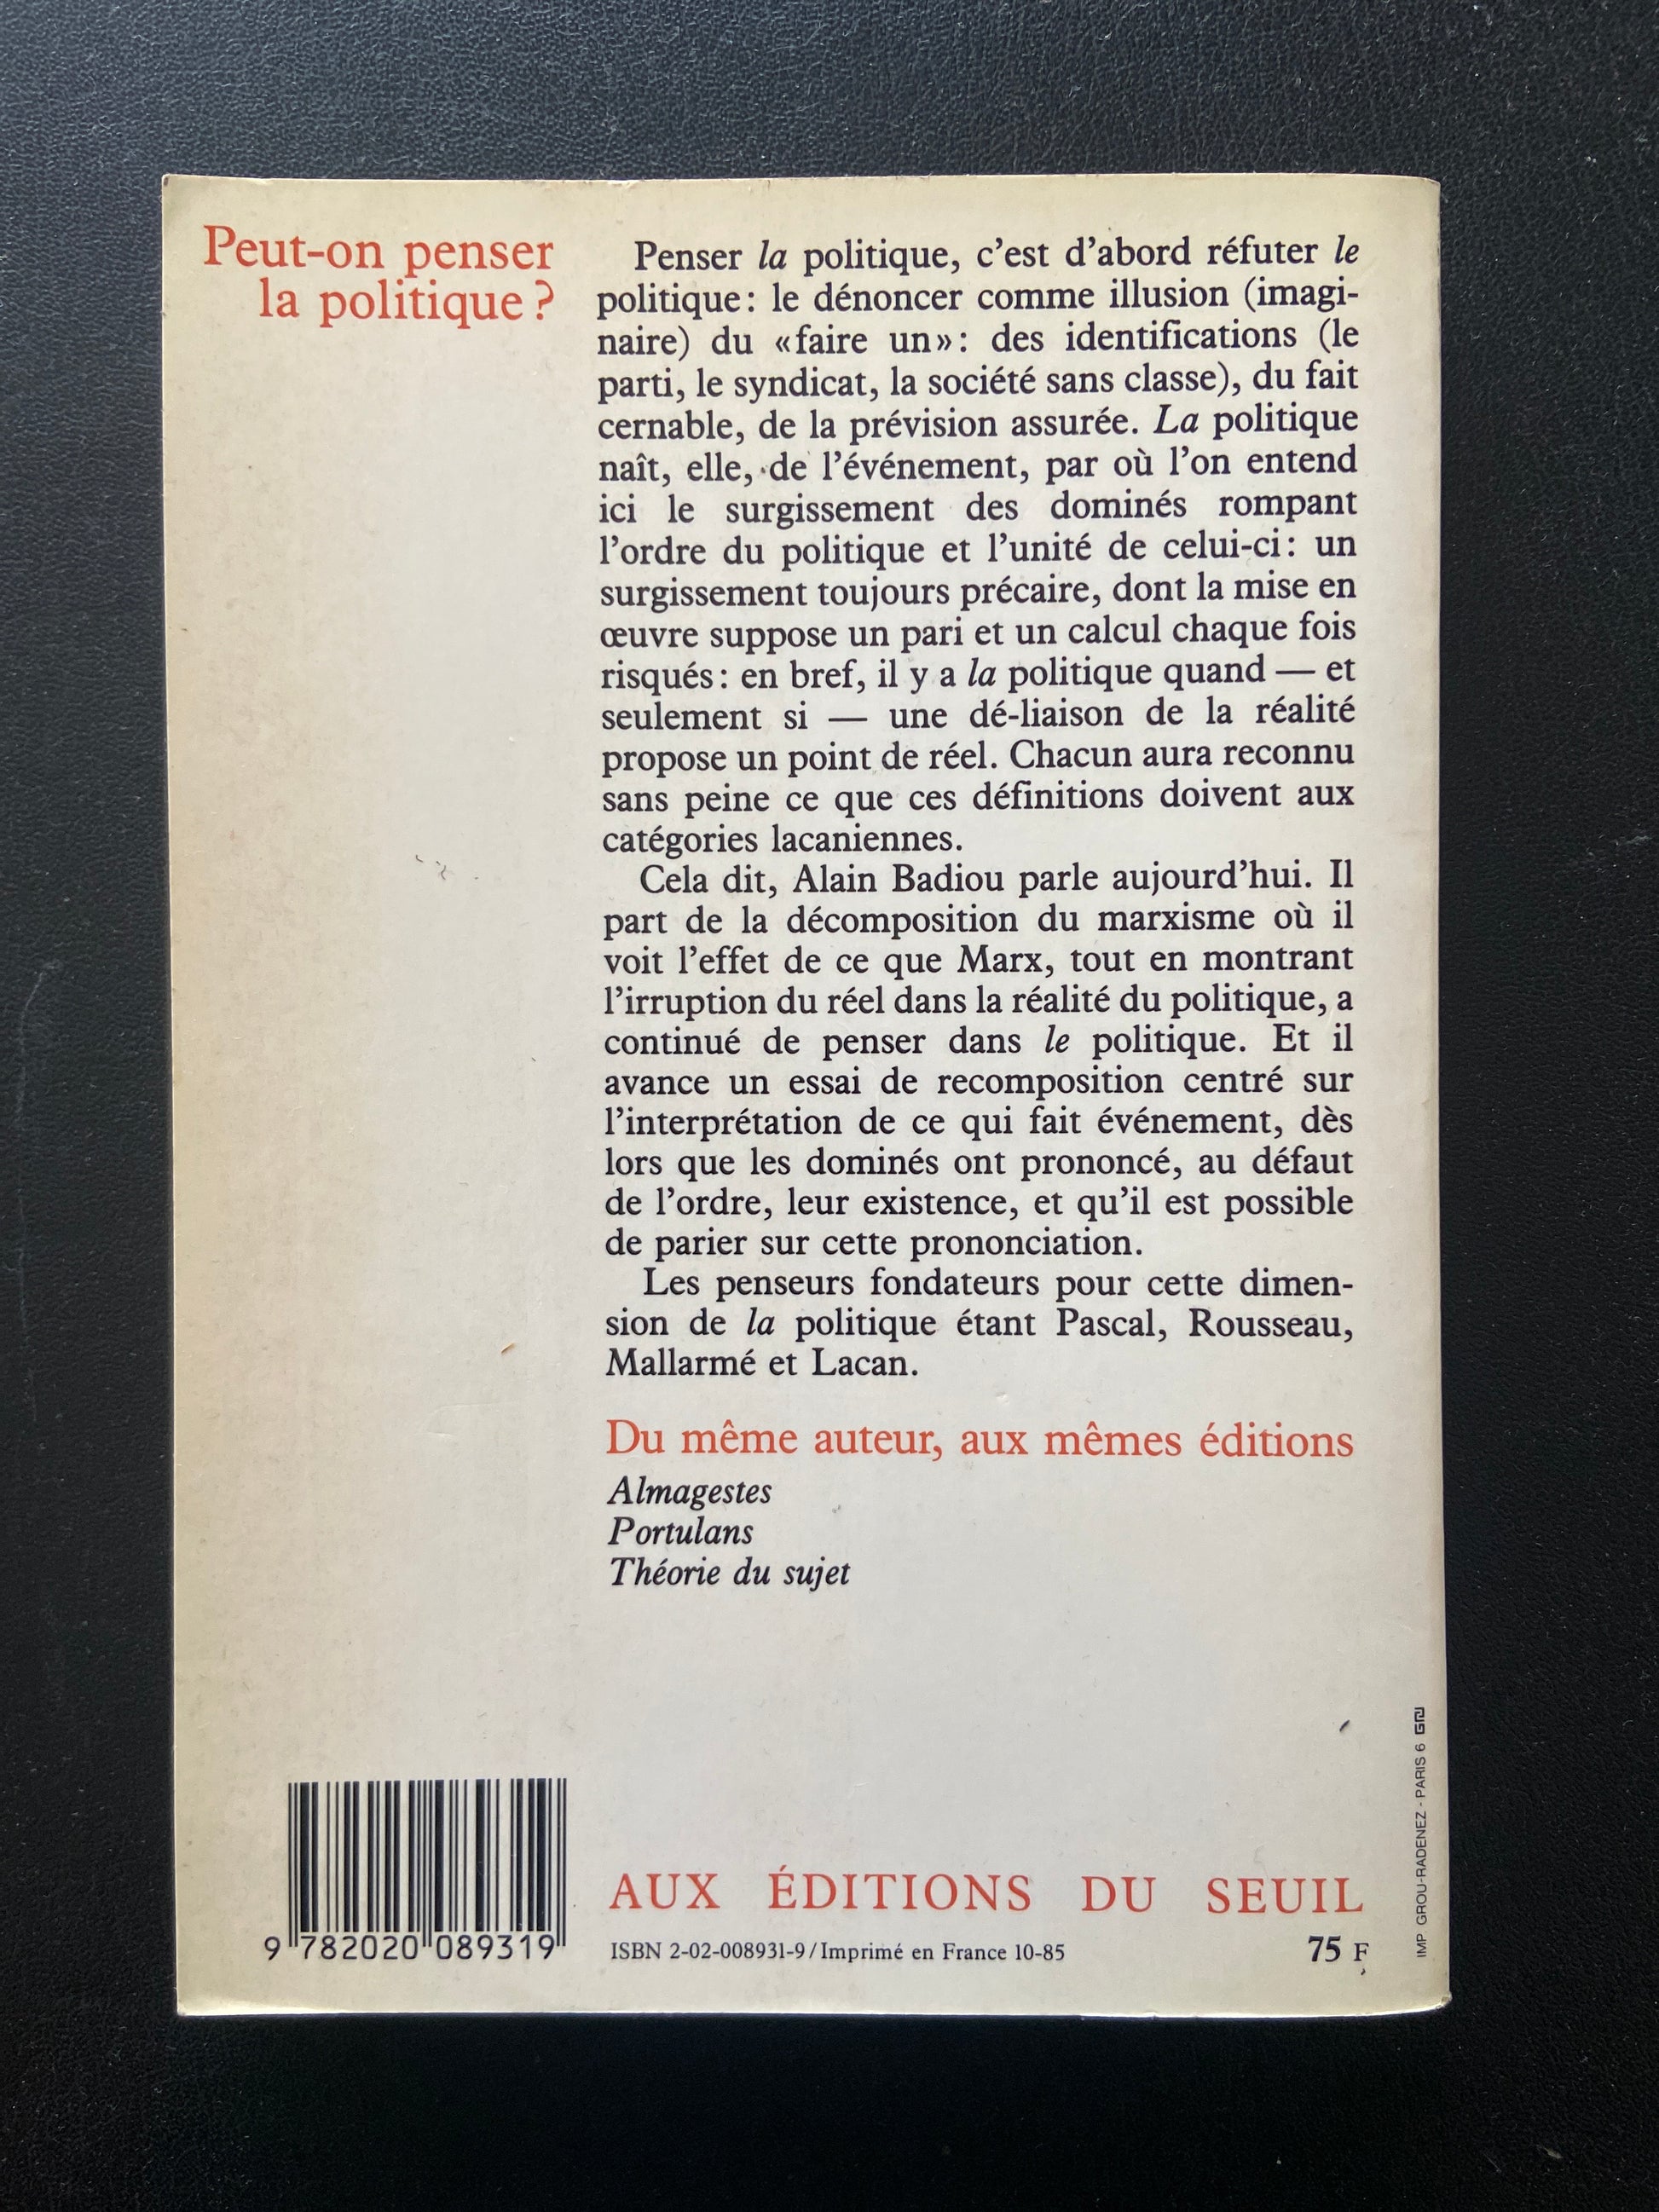 Peut-on penser
la politique ?
Penser la politique, c'est d'abord réfuter le
politique : le dénoncer comme illusion (imagi-
naire) du « faire un » : des identifications (le
parti, le syndicat, la société sans classe), du fait
cernable, de la prévision assurée. La politique
naît, elle, de l'événement, par où l'on entend
ici le surgissement des dominés rompant
l'ordre du politique et l'unité de celui-ci : un
surgissement toujours précaire, dont la mise en
œuvre suppose un pari et un calcul chaque fois
risqués : en bref, il y a la politique quand — et
seulement si — une dé-liaison de la réalité
propose un point de réel. Chacun aura reconnu
sans peine ce que ces définitions doivent aux
catégories lacaniennes.
Cela dit, Alain Badiou parle aujourd'hui. Il
part de la décomposition du marxisme où il
voit l'effet de ce que Marx, tout en montrant
l'irruption du réel dans la réalité du politique, a
continué de penser dans le politique. Et il
avance un essai de recomposition centré sur
l'interprétation de ce qui fait événement, dès
lors que les dominés ont prononcé, au défaut
de l'ordre, leur existence, et qu'il est possible
de parier sur cette prononciation.
Les penseurs fondateurs pour cette dimen-
sion de la politique étant Pascal, Rousseau,
Mallarmé et Lacan.
Du même auteur, aux mêmes éditions
Almagestes
Portulans
Théorie du sujet
9 782020 089319
AUX ÉDITIONS DU SEUIL
ISBN 2-02-008931-9/Imprimé en France 10-85
75 F
IMP GROU-RADENEZ - PARIS 6